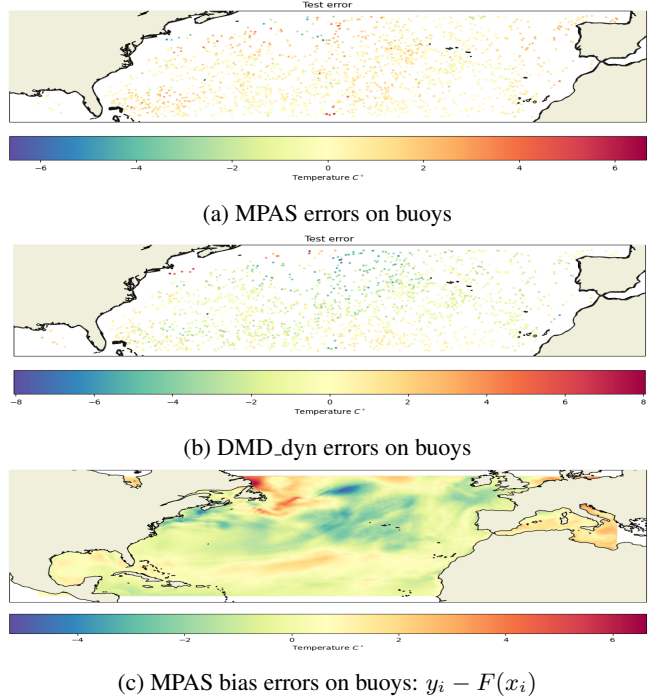 Test error
−6 −4 −2 0 2 4 6
Temperature C°
(a) MPAS errors on buoys
Test error
−8 −6 −4 −2 0 2 4 6 8
Temperature C°
(b) DMD_dyn errors on buoys
−4 −2 0 2 4 6
Temperature C°
(c) MPAS bias errors on buoys: yᵢ − F(xᵢ)